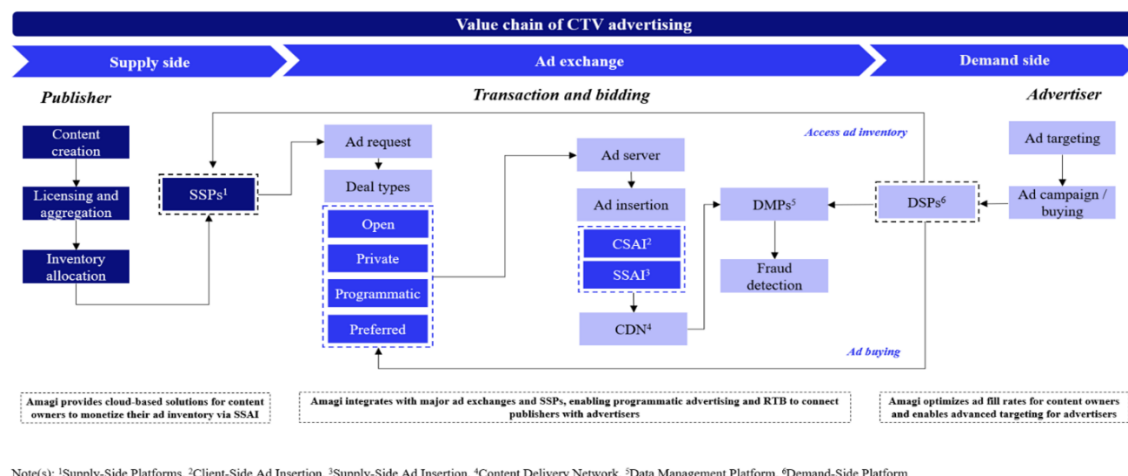 Value chain of CTV advertising
Supply side
Ad exchange
Demand side
Publisher
Transaction and bidding
Advertiser
Content
creation
Licensing and
aggregation
Inventory
allocation
SSPs¹
Ad request
Deal types
Open
Private
Programmatic
Preferred
Ad server
Ad insertion
CSAI²
SSAI³
CDN⁴
DMPs⁵
Fraud
detection
Access ad inventory
DSPs⁶
Ad buying
Ad targeting
Ad campaign /
buying
Amagi provides cloud-based solutions for content
owners to monetize their ad inventory via SSAI
Amagi integrates with major ad exchanges and SSPs, enabling programmatic advertising and RTB to connect
publishers with advertisers
Amagi optimizes ad fill rates for content owners
and enables advanced targeting for advertisers
Note(s): ¹Supply-Side Platforms, ²Client-Side Ad Insertion, ³Supply-Side Ad Insertion, ⁴Content Delivery Network, ⁵Data Management Platform, ⁶Demand-Side Platform